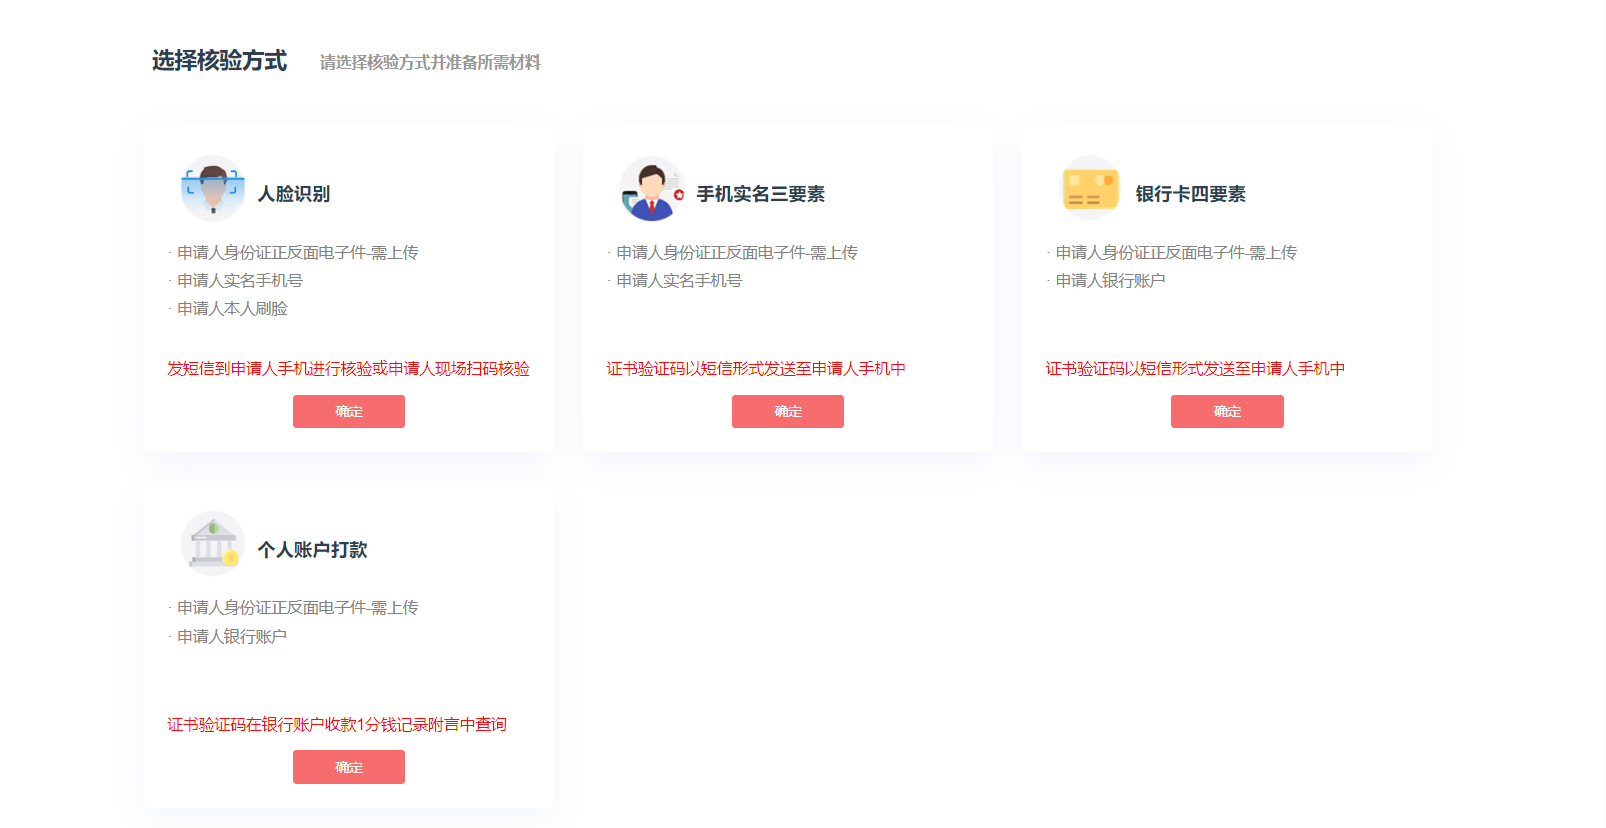 选择核验方式 请选择核验方式并准备所需材料
人脸识别
· 申请人身份证正反面电子件-需上传
· 申请人实名手机号
· 申请人本人刷脸
发短信到申请人手机进行核验或申请人现场扫码核验
确定
手机实名三要素
· 申请人身份证正反面电子件-需上传
· 申请人实名手机号
证书验证码以短信形式发送至申请人手机中
确定
银行卡四要素
· 申请人身份证正反面电子件-需上传
· 申请人银行账户
证书验证码以短信形式发送至申请人手机中
确定
个人账户打款
· 申请人身份证正反面电子件-需上传
· 申请人银行账户
证书验证码在银行账户收款1分钱记录附言中查询
确定